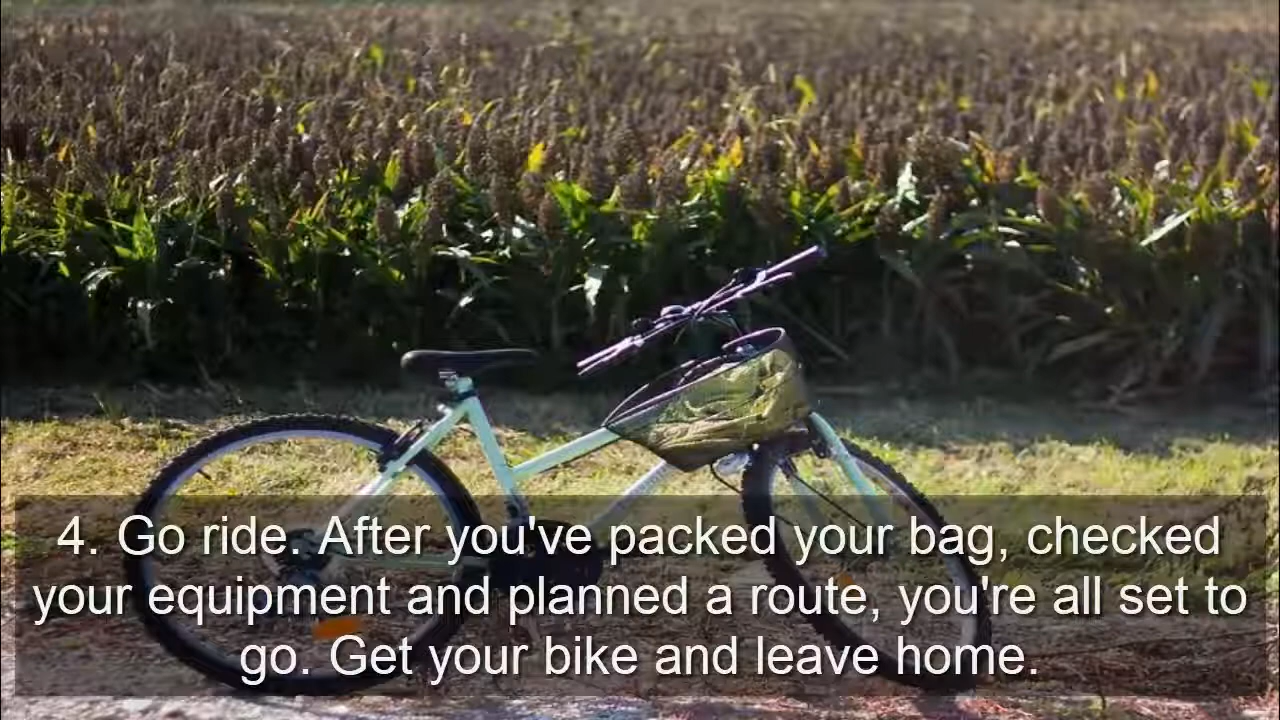 4. Go ride. After you've packed your bag, checked
your equipment and planned a route, you're all set to
go. Get your bike and leave home.